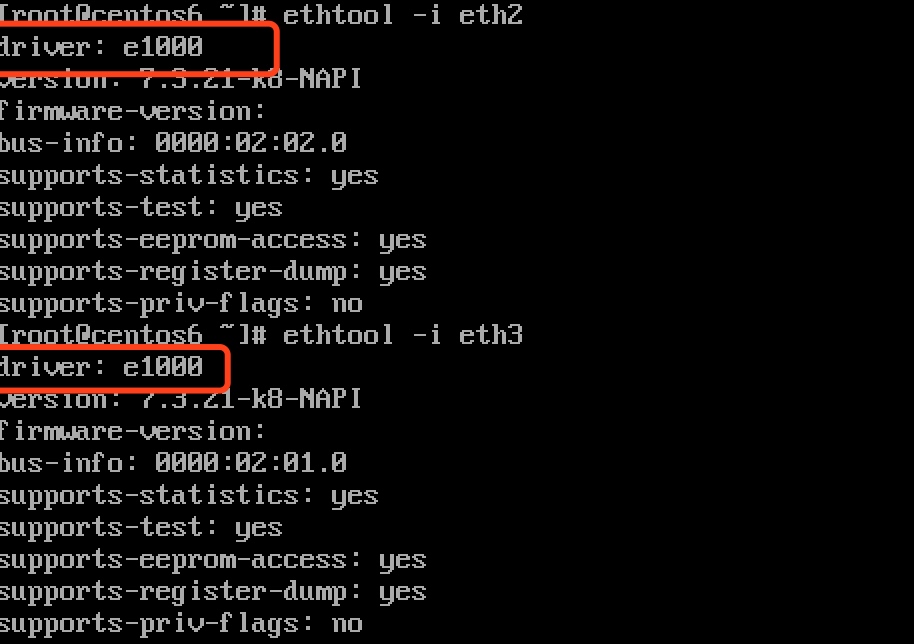 [root@centos6 ~]# ethtool -i eth2
driver: e1000
version: 7.3.21-k8-NAPI
firmware-version:
bus-info: 0000:02:02.0
supports-statistics: yes
supports-test: yes
supports-eeprom-access: yes
supports-register-dump: yes
supports-priv-flags: no
[root@centos6 ~]# ethtool -i eth3
driver: e1000
version: 7.3.21-k8-NAPI
firmware-version:
bus-info: 0000:02:01.0
supports-statistics: yes
supports-test: yes
supports-eeprom-access: yes
supports-register-dump: yes
supports-priv-flags: no